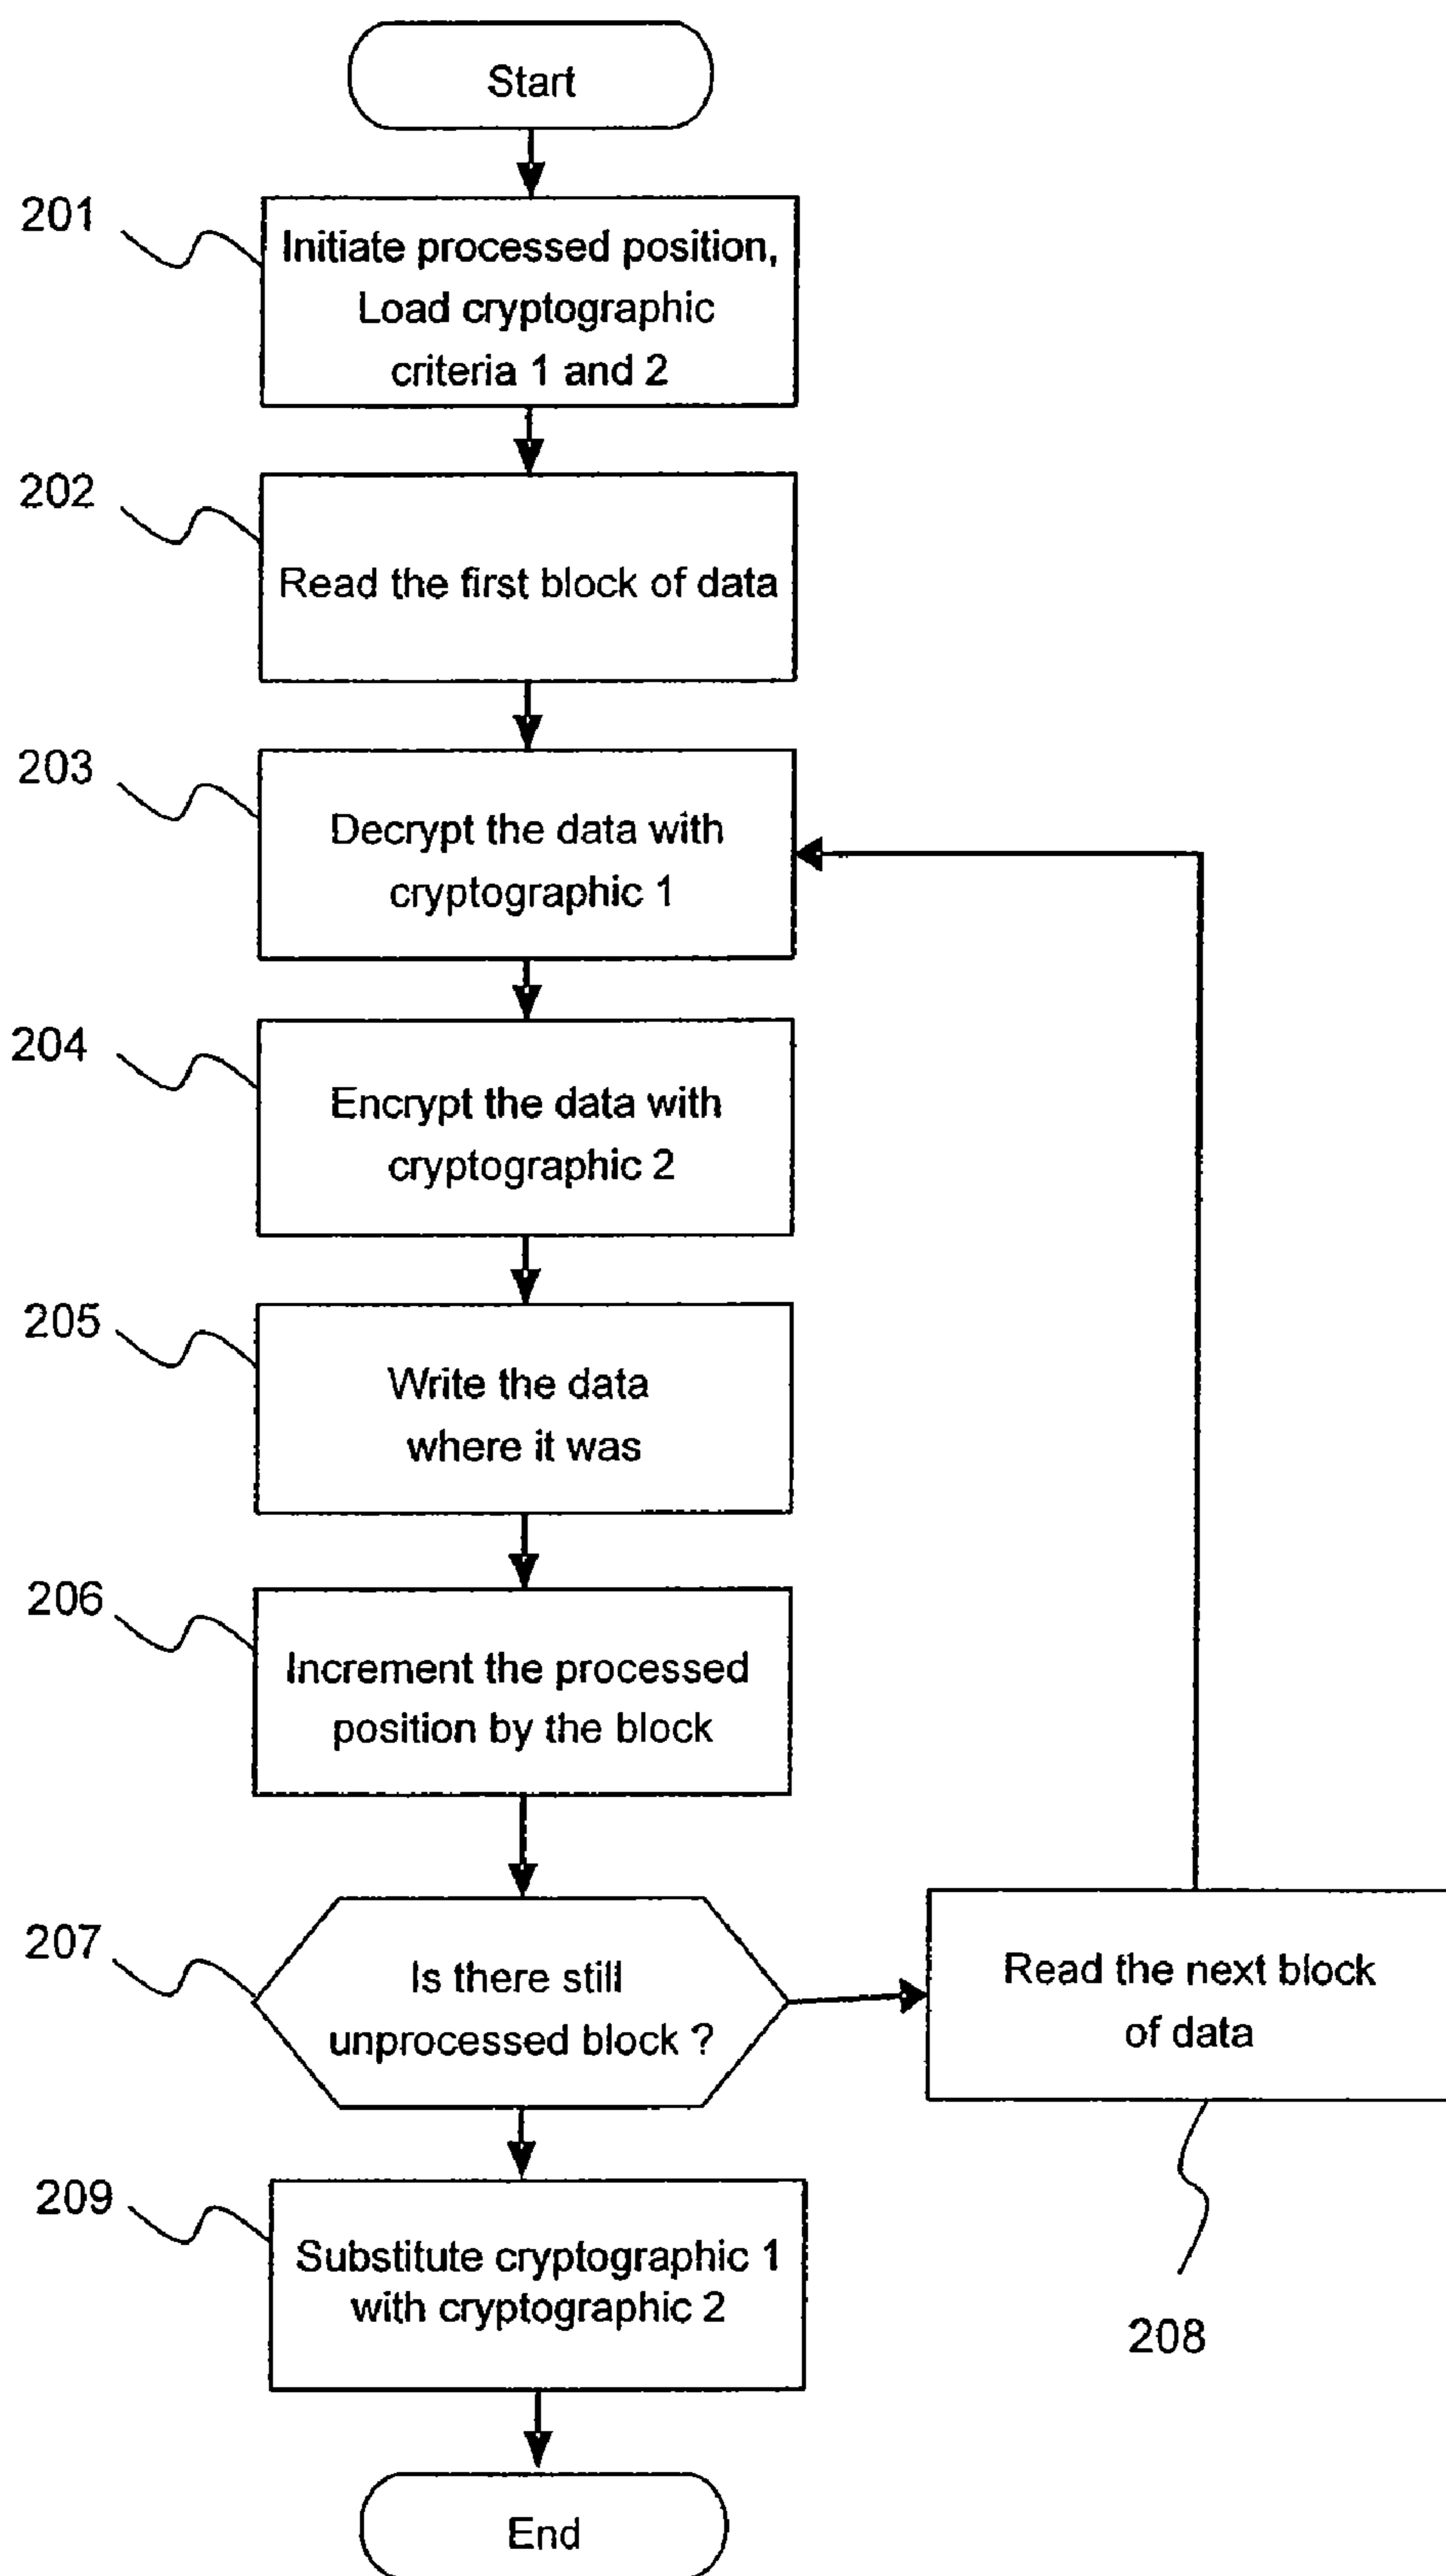 Start
201
Initiate processed position,
Load cryptographic
criteria 1 and 2
202
Read the first block of data
203
Decrypt the data with
cryptographic 1
204
Encrypt the data with
cryptographic 2
205
Write the data
where it was
206
Increment the processed
position by the block
207
Is there still
unprocessed block ?
Read the next block
of data
208
209
Substitute cryptographic 1
with cryptographic 2
End